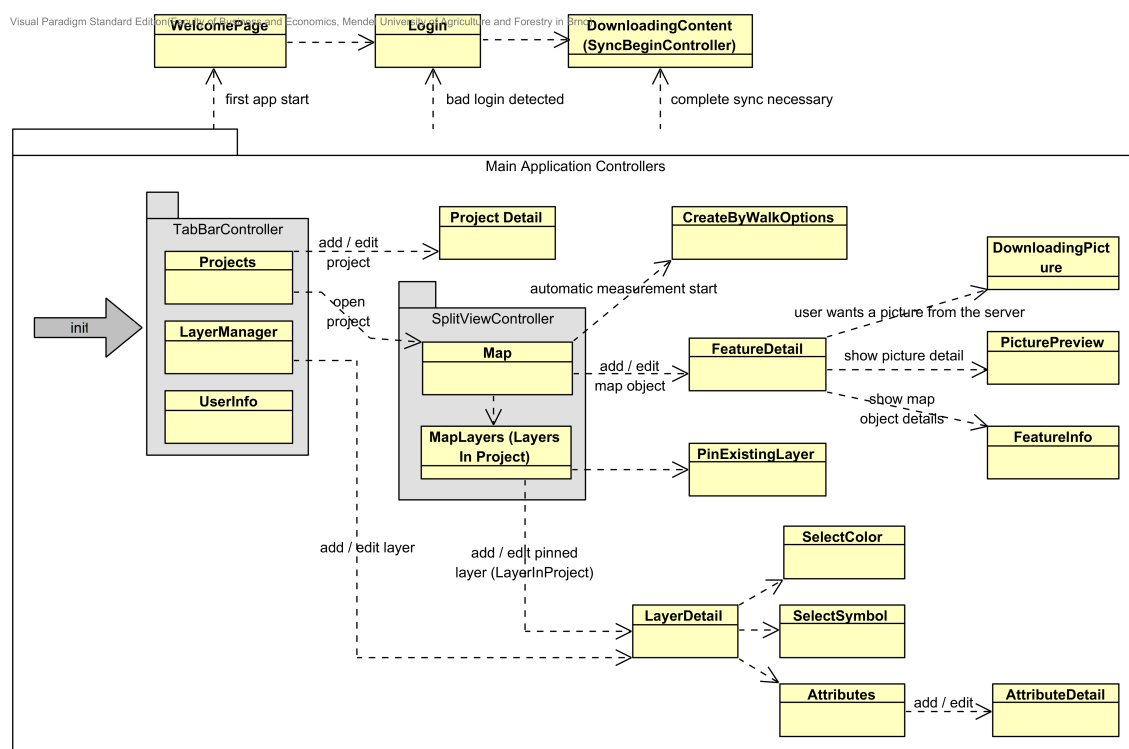 Visual Paradigm Standard Edition(Faculty of Business and Economics, Mendel University of Agriculture and Forestry in Brno)
WelcomePage
Login
DownloadingContent
(SyncBeginController)
first app start
bad login detected
complete sync necessary
Main Application Controllers
TabBarController
Projects
LayerManager
UserInfo
init
add / edit
project
open
project
Project Detail
CreateByWalkOptions
automatic measurement start
SplitViewController
Map
MapLayers (Layers
In Project)
add / edit
map object
FeatureDetail
PinExistingLayer
DownloadingPict
ure
user wants a picture from the server
show picture detail
PicturePreview
show map
object details
FeatureInfo
add / edit layer
add / edit pinned
layer (LayerInProject)
LayerDetail
SelectColor
SelectSymbol
Attributes
add / edit
AttributeDetail